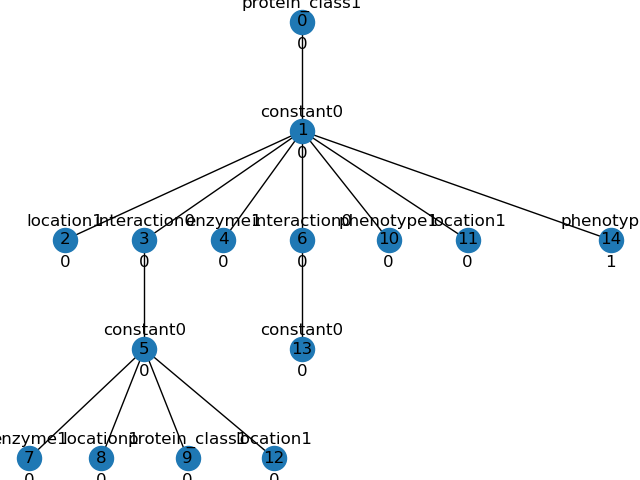 protein_class1
0
0
constant0
1
0
location1 interaction0 enzyme1 interaction0 phenotype1 location1 phenotyp
2 3 4 6 10 11 14
0 0 0 0 0 0 1
constant0 constant0
5 13
0 0
enzyme1 location1 protein_class1 location1
7 8 9 12
0 0 0 0